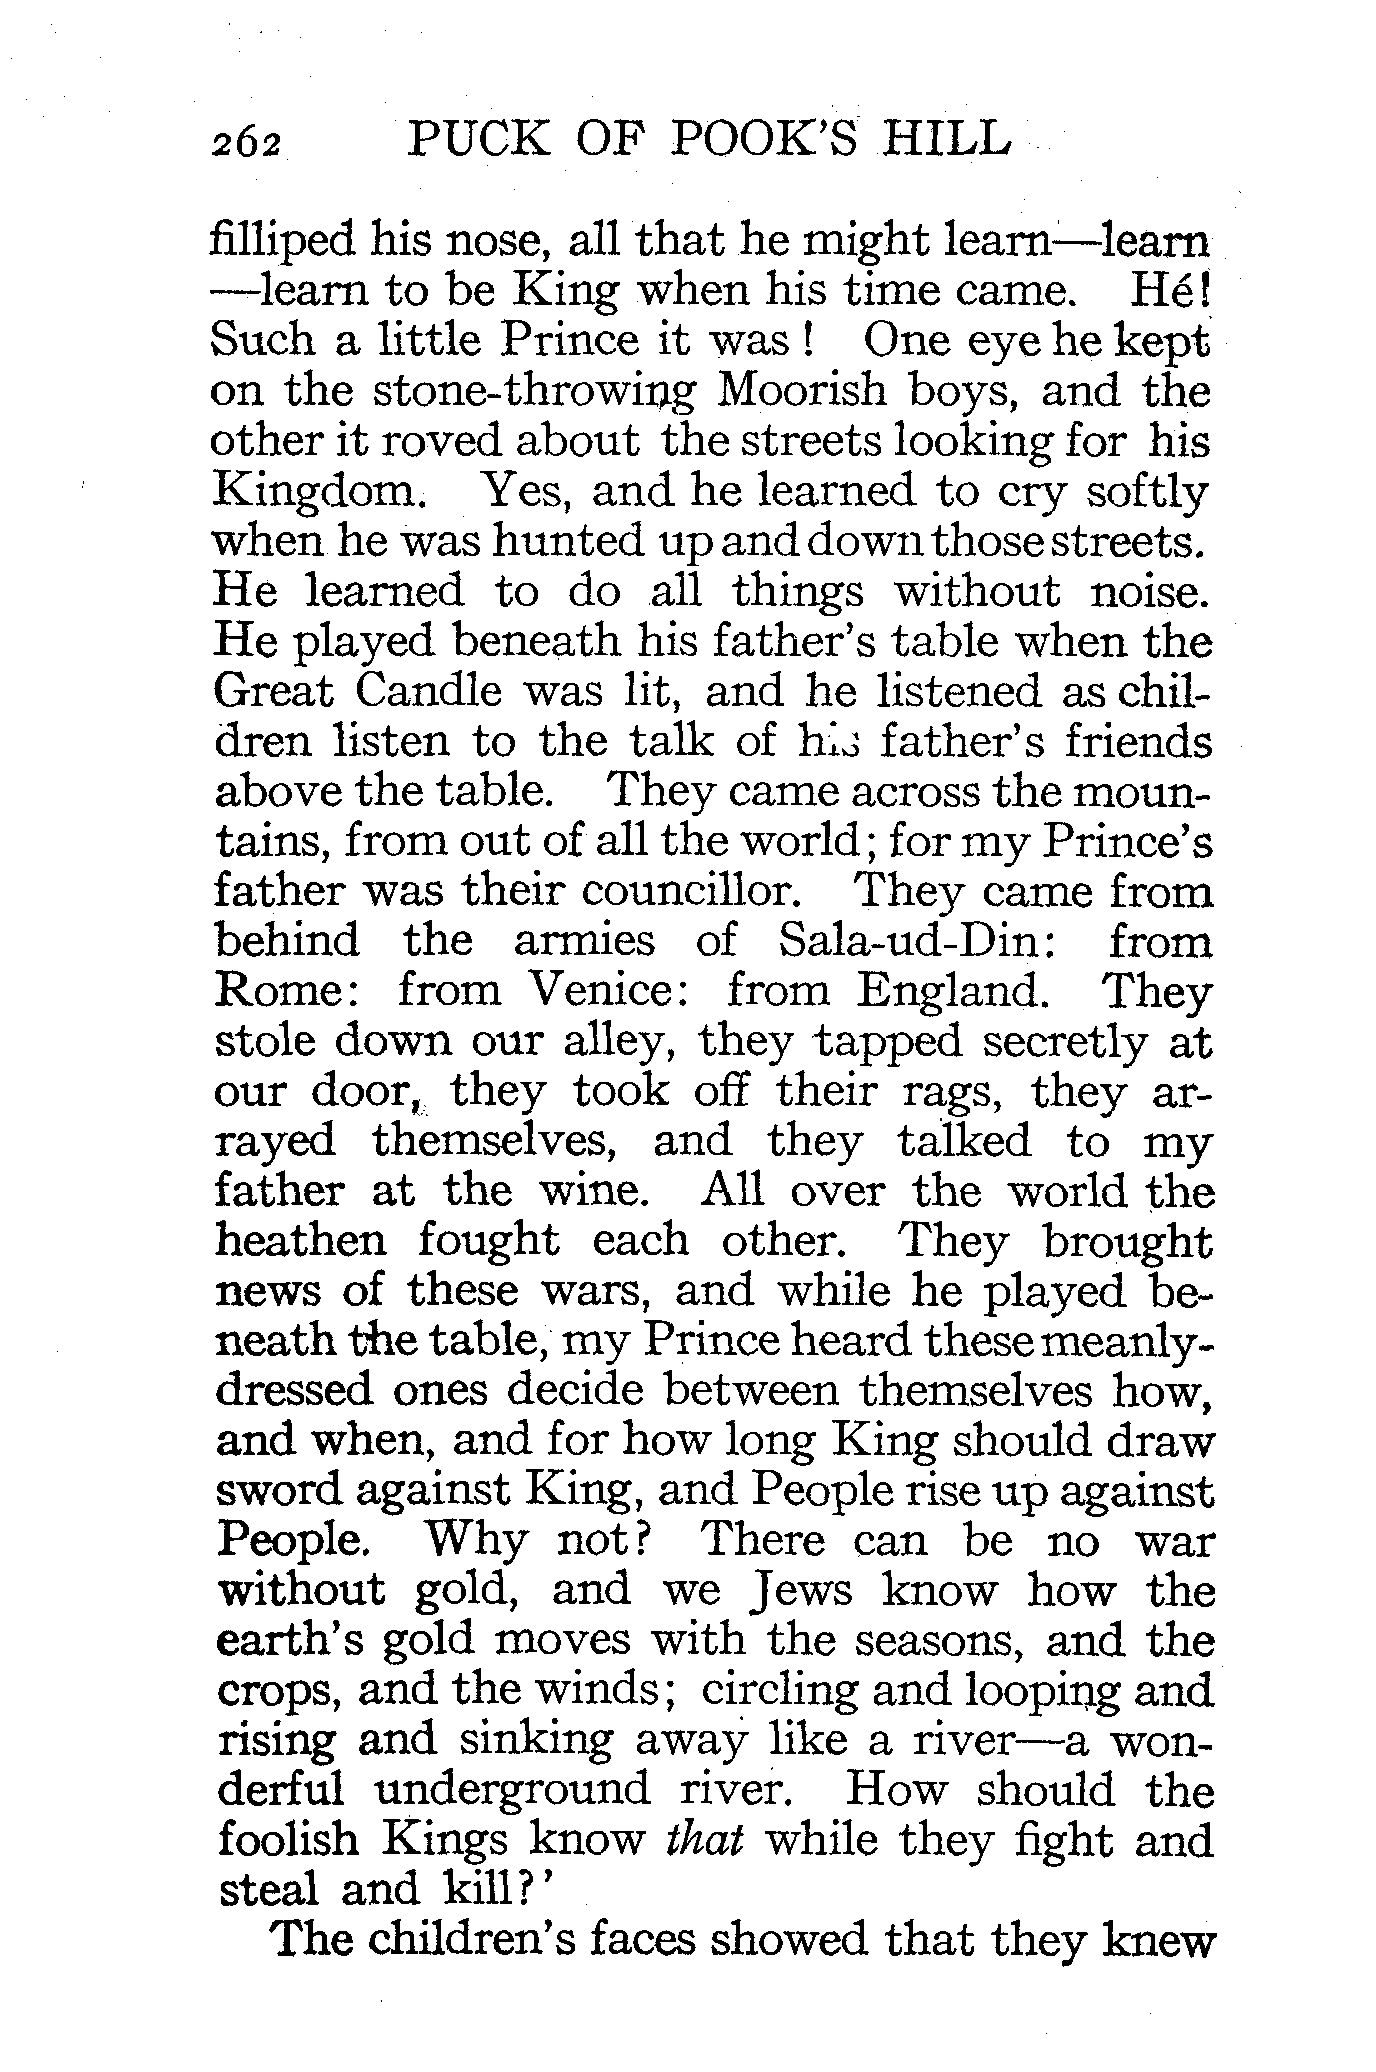 262 PUCK OF POOK'S HILL
filliped his nose, all that he might learn—learn
—learn to be King when his time came. Hé!
Such a little Prince it was! One eye he kept
on the stone-throwing Moorish boys, and the
other it roved about the streets looking for his
Kingdom. Yes, and he learned to cry softly
when he was hunted up and down those streets.
He learned to do all things without noise.
He played beneath his father's table when the
Great Candle was lit, and he listened as chil-
dren listen to the talk of his father's friends
above the table. They came across the moun-
tains, from out of all the world; for my Prince's
father was their councillor. They came from
behind the armies of Sala-ud-Din: from
Rome: from Venice: from England. They
stole down our alley, they tapped secretly at
our door, they took off their rags, they ar-
rayed themselves, and they talked to my
father at the wine. All over the world the
heathen fought each other. They brought
news of these wars, and while he played be-
neath the table, my Prince heard these meanly-
dressed ones decide between themselves how,
and when, and for how long King should draw
sword against King, and People rise up against
People. Why not? There can be no war
without gold, and we Jews know how the
earth's gold moves with the seasons, and the
crops, and the winds; circling and looping and
rising and sinking away like a river—a won-
derful underground river. How should the
foolish Kings know that while they fight and
steal and kill?'
The children's faces showed that they knew